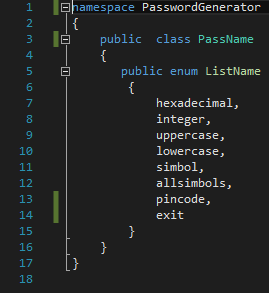 1 namespace PasswordGenerator
2 {
3 public class PassName
4 {
5 public enum ListName
6 {
7 hexadecimal,
8 integer,
9 uppercase,
10 lowercase,
11 simbol,
12 allsimbols,
13 pincode,
14 exit
15 }
16 }
17 }
18